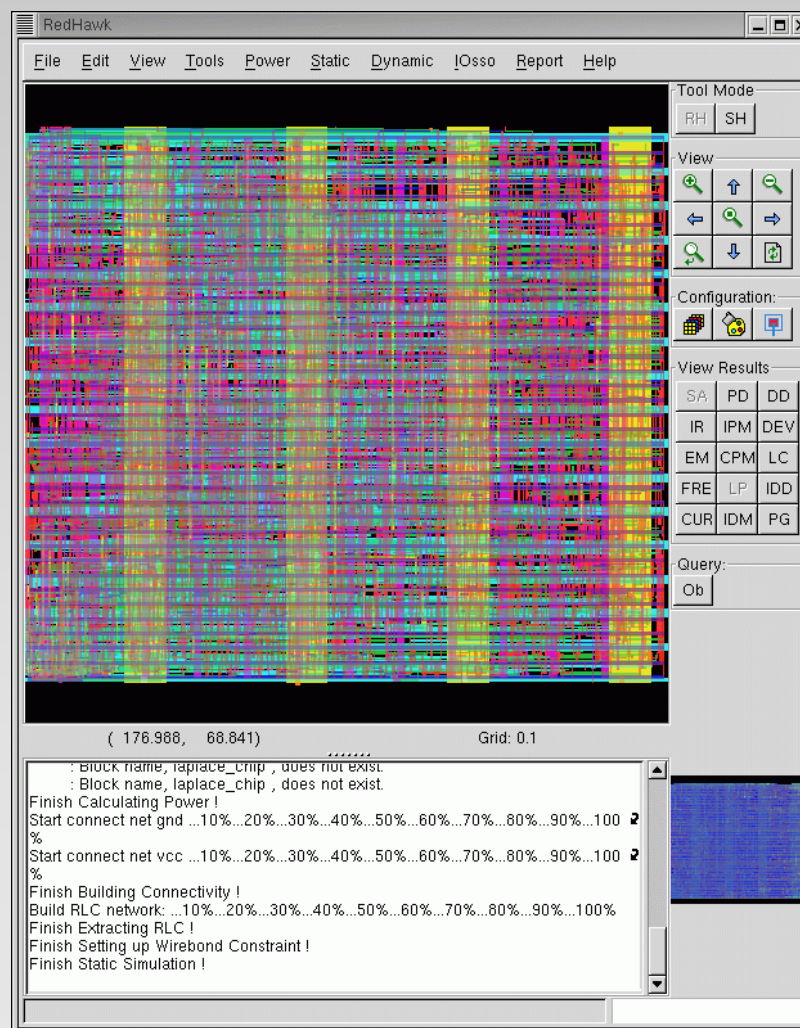 RedHawk
File Edit View Tools Power Static Dynamic IOsso Report Help
Tool Mode
RH SH
View
Configuration:
View Results
SA PD DD
IR IPM DEV
EM CPM LC
FRE LP IDD
CUR IDM PG
Query:
Ob
( 176.988, 68.841) Grid: 0.1
: Block name, laplace_chip , does not exist.
: Block name, laplace_chip , does not exist.
Finish Calculating Power !
Start connect net gnd ...10%...20%...30%...40%...50%...60%...70%...80%...90%...100
%
Start connect net vcc ...10%...20%...30%...40%...50%...60%...70%...80%...90%...100
%
Finish Building Connectivity !
Build RLC network: ...10%...20%...30%...40%...50%...60%...70%...80%...90%...100%
Finish Extracting RLC !
Finish Setting up Wirebond Constraint !
Finish Static Simulation !